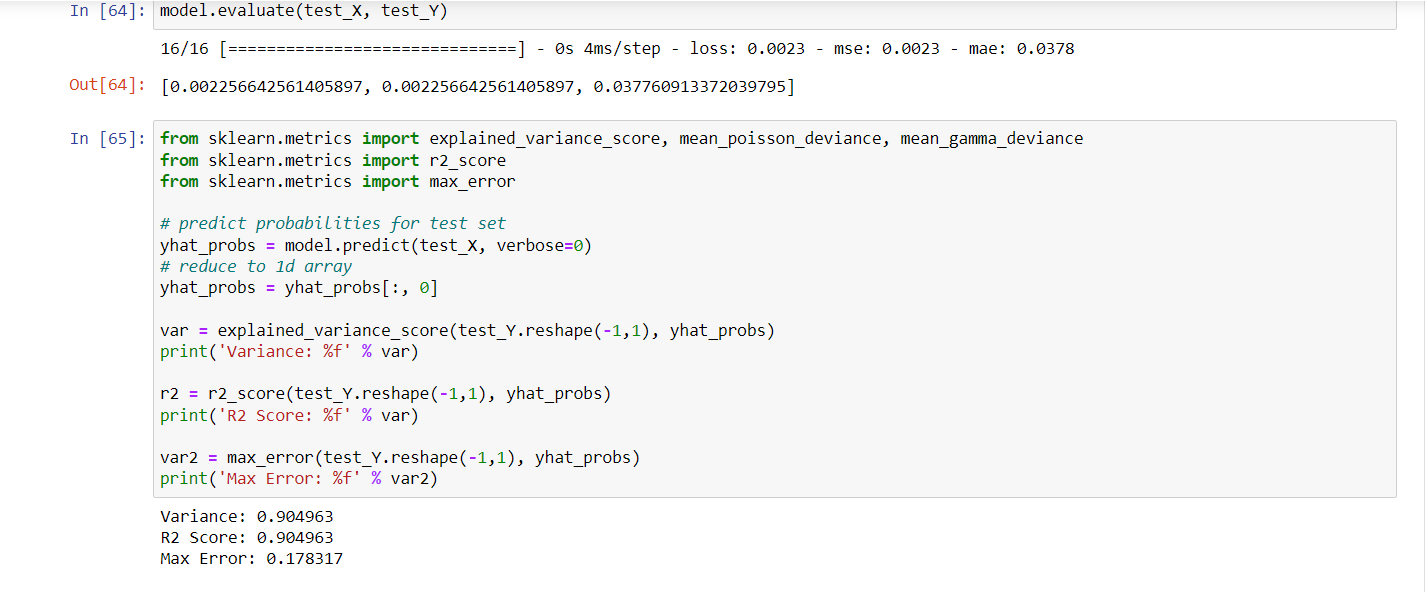 In [64]: model.evaluate(test_X, test_Y)
16/16 [==============================] - 0s 4ms/step - loss: 0.0023 - mse: 0.0023 - mae: 0.0378
Out[64]: [0.002256642561405897, 0.002256642561405897, 0.037760913372039795]
In [65]: from sklearn.metrics import explained_variance_score, mean_poisson_deviance, mean_gamma_deviance
from sklearn.metrics import r2_score
from sklearn.metrics import max_error
# predict probabilities for test set
yhat_probs = model.predict(test_X, verbose=0)
# reduce to 1d array
yhat_probs = yhat_probs[:, 0]
var = explained_variance_score(test_Y.reshape(-1,1), yhat_probs)
print('Variance: %f' % var)
r2 = r2_score(test_Y.reshape(-1,1), yhat_probs)
print('R2 Score: %f' % var)
var2 = max_error(test_Y.reshape(-1,1), yhat_probs)
print('Max Error: %f' % var2)
Variance: 0.904963
R2 Score: 0.904963
Max Error: 0.178317